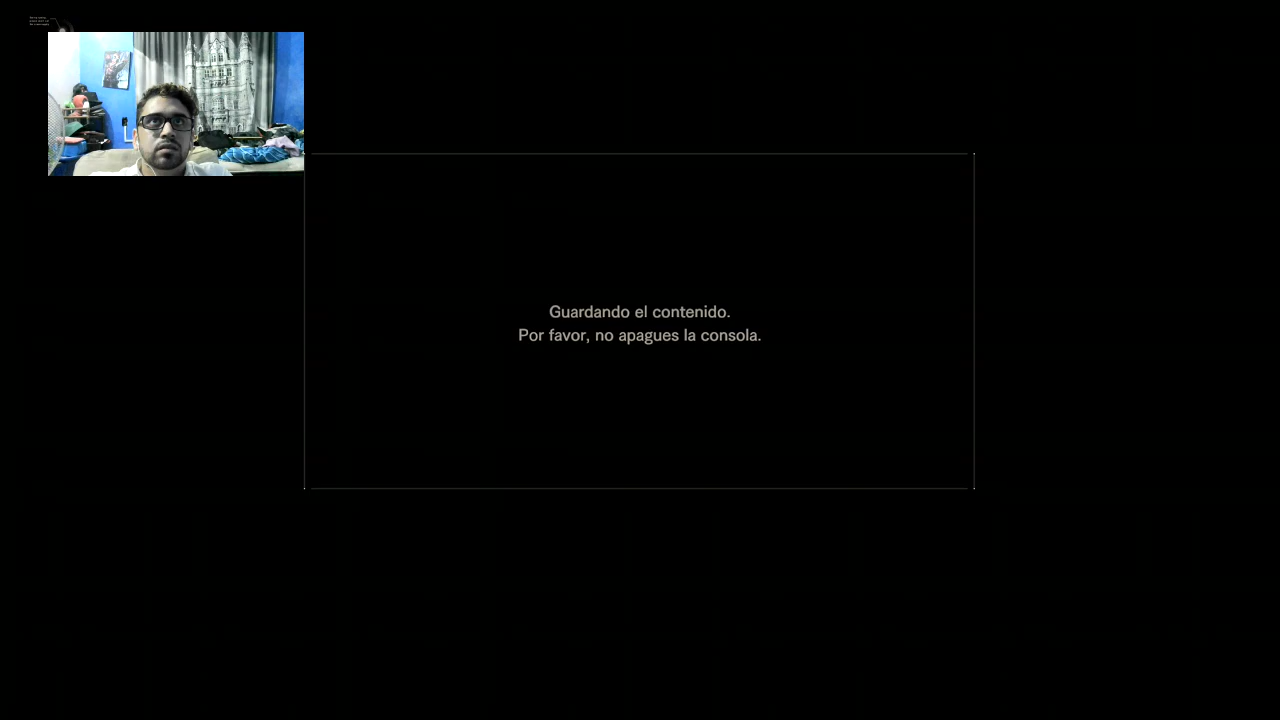 Guardando el contenido.
Por favor, no apagues la consola.